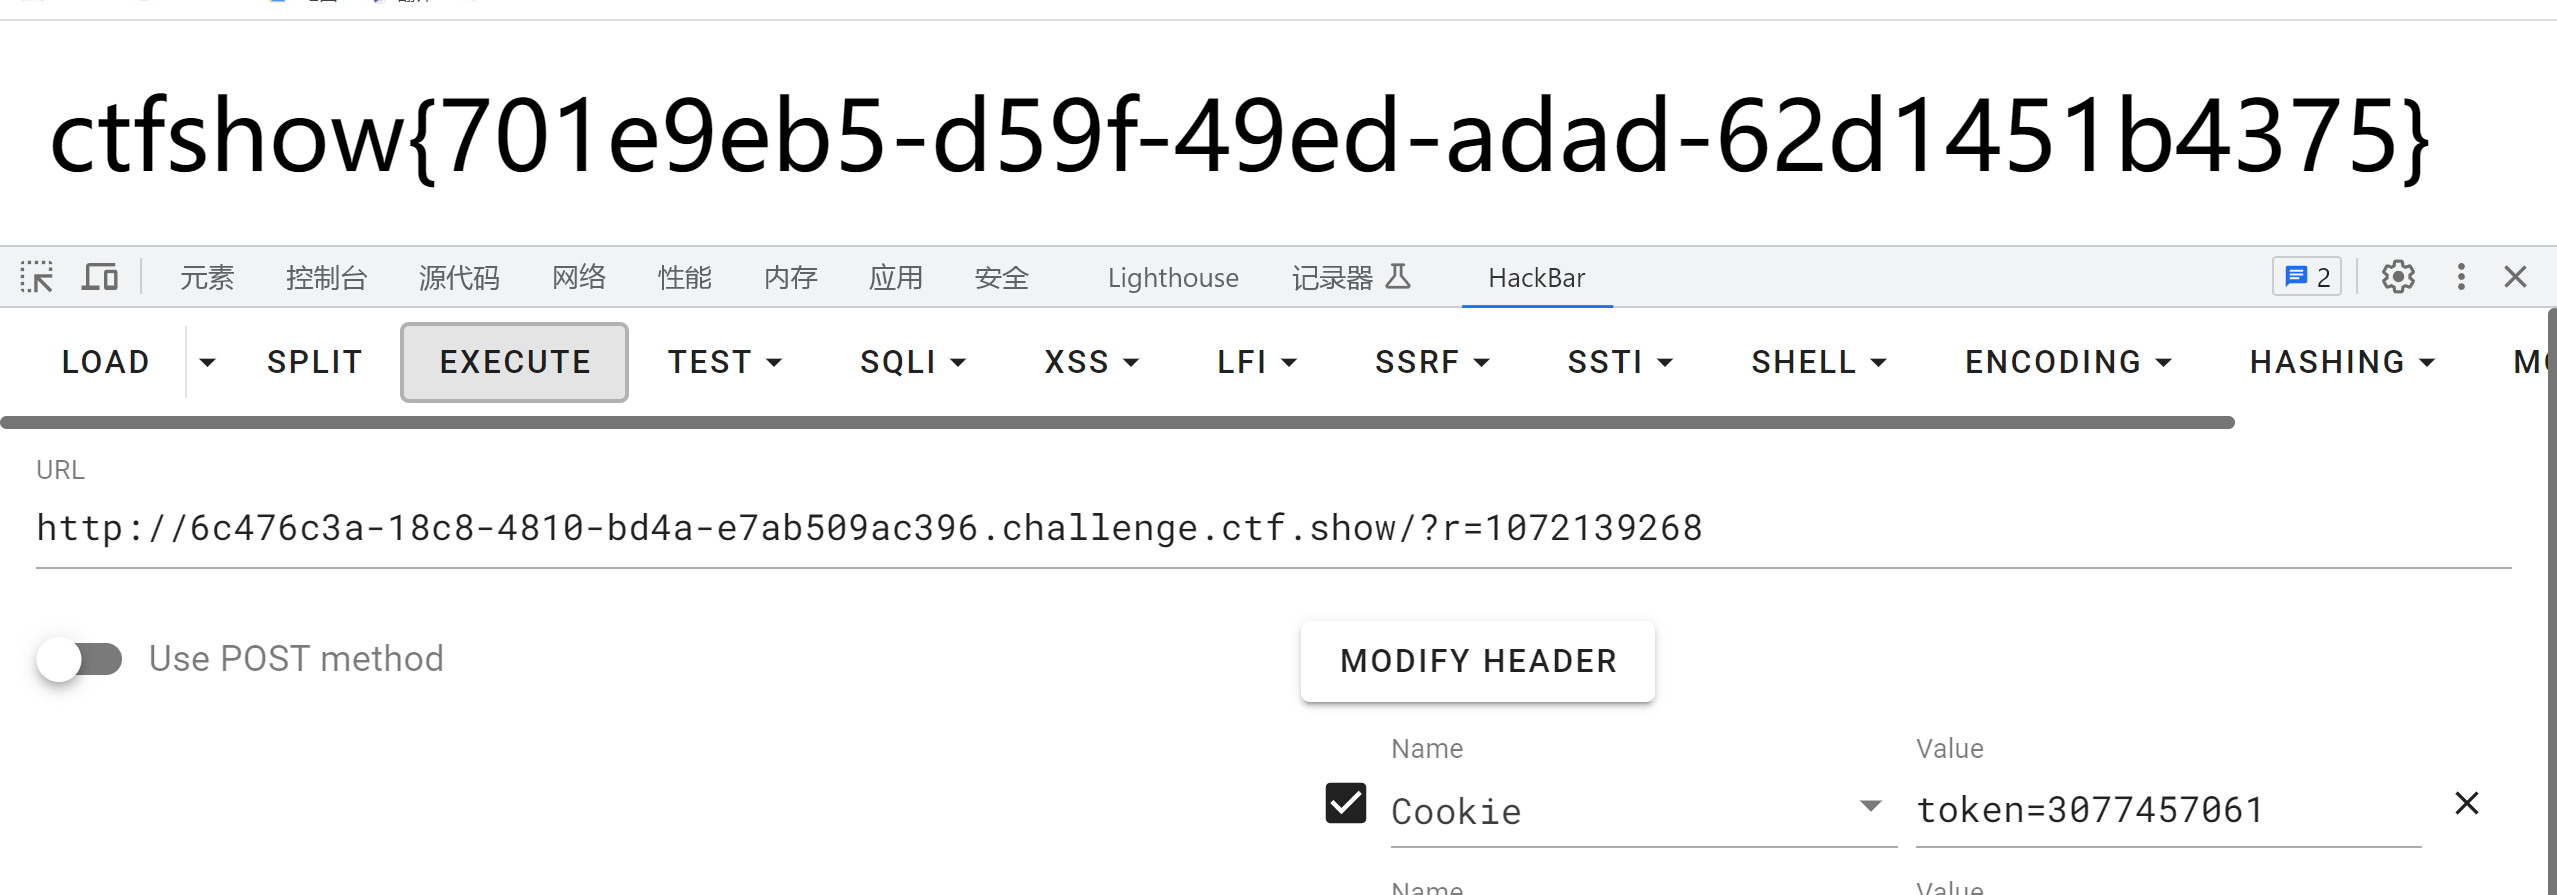 ctfshow{701e9eb5-d59f-49ed-adad-62d1451b4375}
元素 控制台 源代码 网络 性能 内存 应用 安全 Lighthouse 记录器 HackBar 2
LOAD SPLIT EXECUTE TEST SQLI XSS LFI SSRF SSTI SHELL ENCODING HASHING
URL
http://6c476c3a-18c8-4810-bd4a-e7ab509ac396.challenge.ctf.show/?r=1072139268
Use POST method MODIFY HEADER
Name Value
Cookie token=3077457061
Name Value